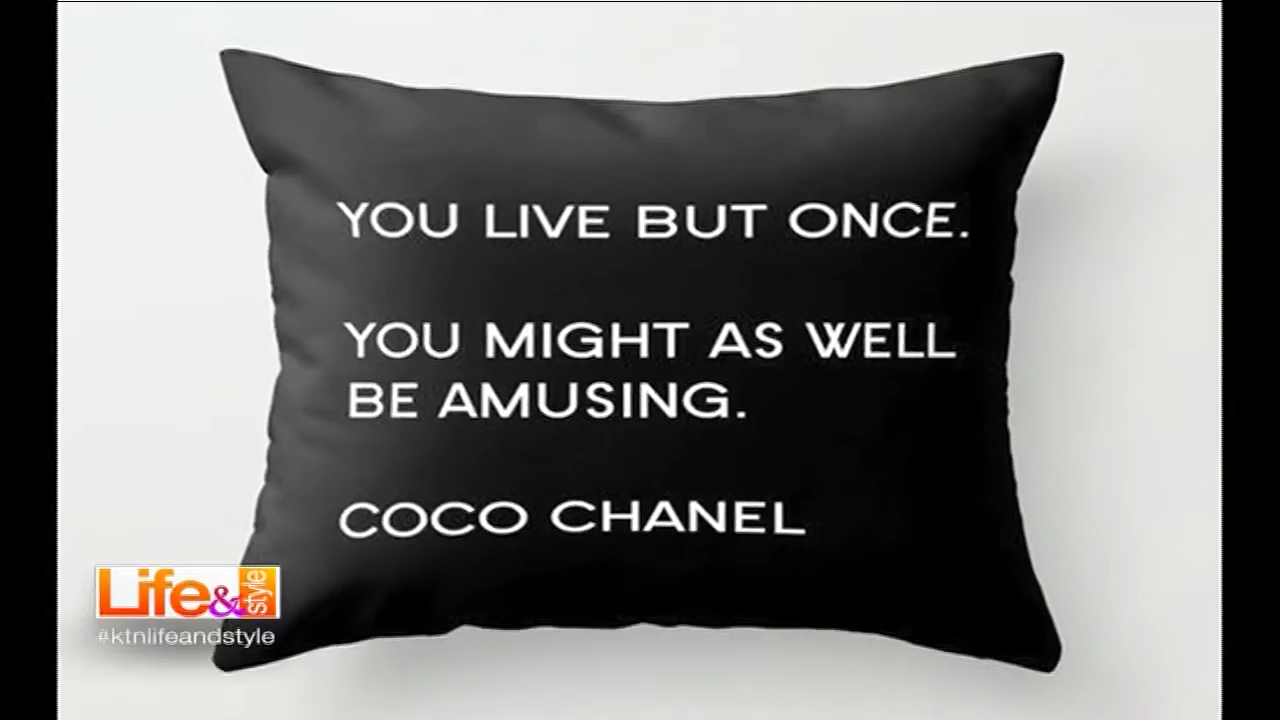 YOU LIVE BUT ONCE.
YOU MIGHT AS WELL
BE AMUSING.
COCO CHANEL
Life& style
#ktnlifeandstyle